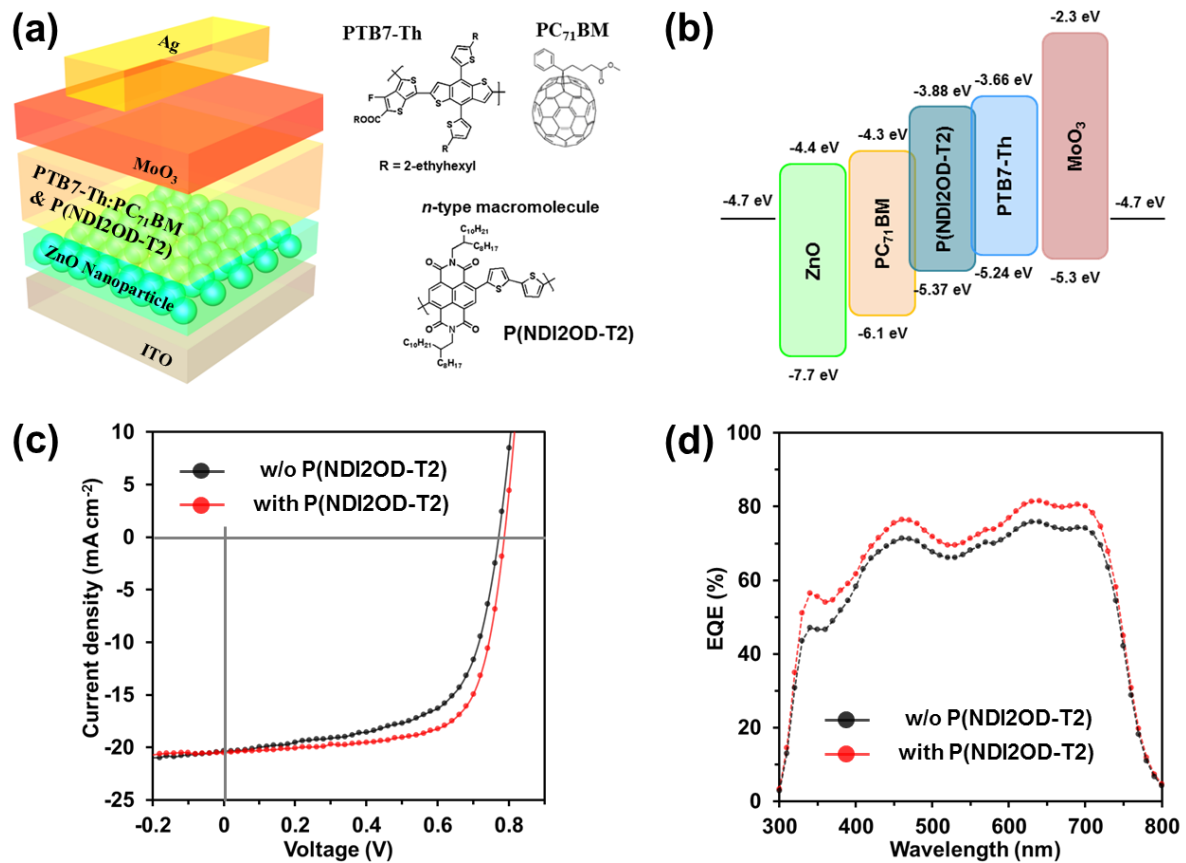 (a)
Ag
MoO₃
PTB7-Th:PC₇₁BM
& P(NDI2OD-T2)
ZnO Nanoparticle
ITO
PTB7-Th
R
S
S
F
S
S
ROOC
S
S
R
R = 2-ethyhexyl
PC₇₁BM
O
O
n-type macromolecule
C₁₀H₂₁
C₈H₁₇
O
N
O
S
S
O
N
O
C₁₀H₂₁
C₈H₁₇
P(NDI2OD-T2)
(b)
-2.3 eV
-3.66 eV
-3.88 eV
-4.3 eV
-4.4 eV
-4.7 eV
-4.7 eV
ZnO
PC₇₁BM
P(NDI2OD-T2)
PTB7-Th
MoO₃
-5.24 eV
-5.3 eV
-5.37 eV
-6.1 eV
-7.7 eV
(c)
w/o P(NDI2OD-T2)
with P(NDI2OD-T2)
Current density (mA cm⁻²)
10
5
0
-5
-10
-15
-20
-25
-0.2 0 0.2 0.4 0.6 0.8
Voltage (V)
(d)
EQE (%)
100
80
60
40
20
0
w/o P(NDI2OD-T2)
with P(NDI2OD-T2)
300 400 500 600 700 800
Wavelength (nm)